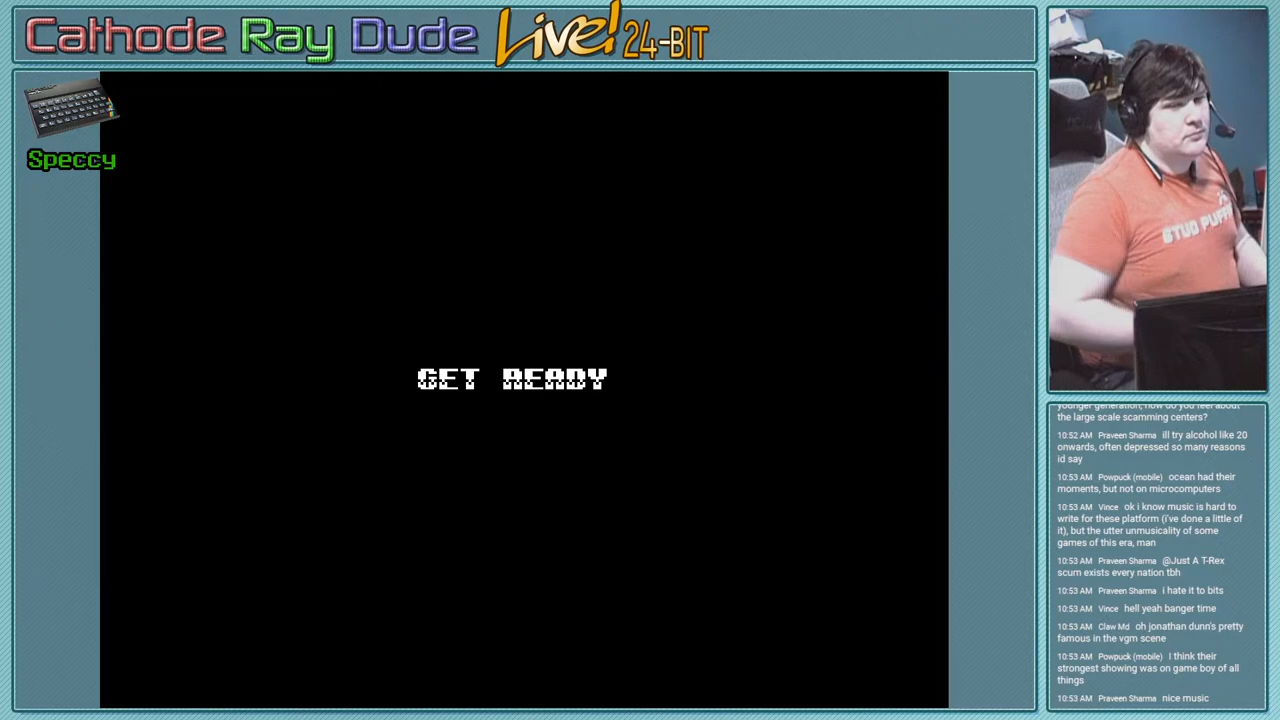 Cathode Ray Dude Live! 24-BIT
Speccy
GET READY
STUD PUFFIN
younger generation, how do you feel about
the large scale scamming centers?
10:52 AM Praveen Sharma ill try alcohol like 20
onwards, often depressed so many reasons
id say
10:53 AM Powpuck (mobile) ocean had their
moments, but not on microcomputers
10:53 AM Vince ok i know music is hard to
write for these platform (i've done a little of
it), but the utter unmusicality of some
games of this era, man
10:53 AM Praveen Sharma @Just A T-Rex
scum exists every nation tbh
10:53 AM Praveen Sharma i hate it to bits
10:53 AM Vince hell yeah banger time
10:53 AM Claw Md oh jonathan dunn's pretty
famous in the vgm scene
10:53 AM Powpuck (mobile) I think their
strongest showing was on game boy of all
things
10:53 AM Praveen Sharma nice music